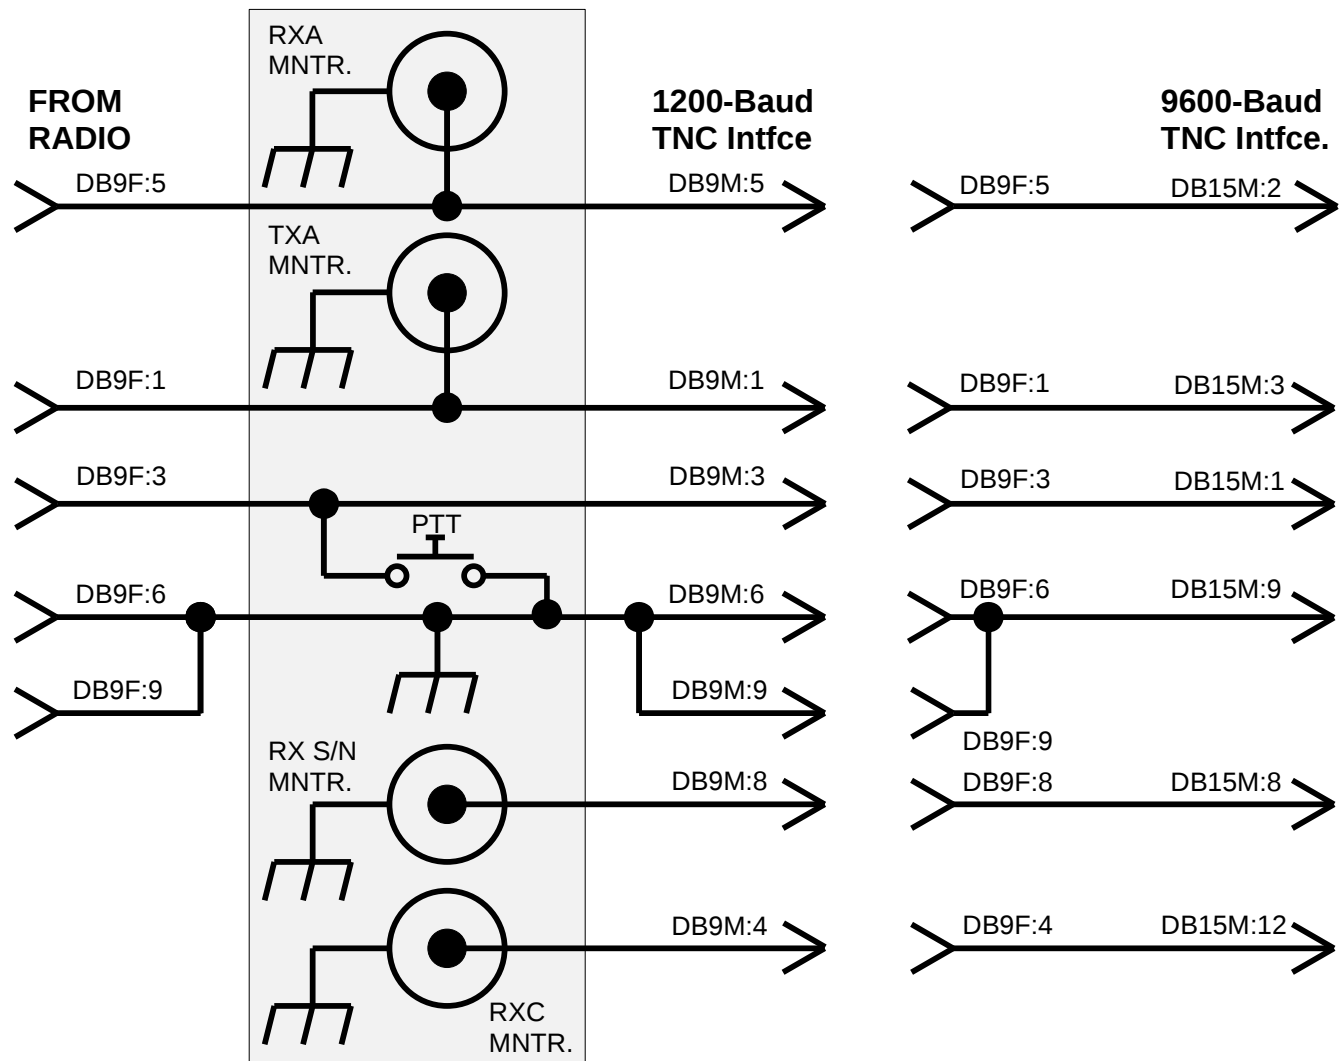 RXA
MNTR.
FROM
RADIO
1200-Baud
TNC Intfce
9600-Baud
TNC Intfce.
DB9F:5
DB9M:5
DB9F:5
DB15M:2
TXA
MNTR.
DB9F:1
DB9M:1
DB9F:1
DB15M:3
DB9F:3
DB9M:3
DB9F:3
DB15M:1
PTT
DB9F:6
DB9M:6
DB9F:6
DB15M:9
DB9F:9
DB9M:9
DB9F:9
RX S/N
MNTR.
DB9M:8
DB9F:8
DB15M:8
DB9M:4
DB9F:4
DB15M:12
RXC
MNTR.